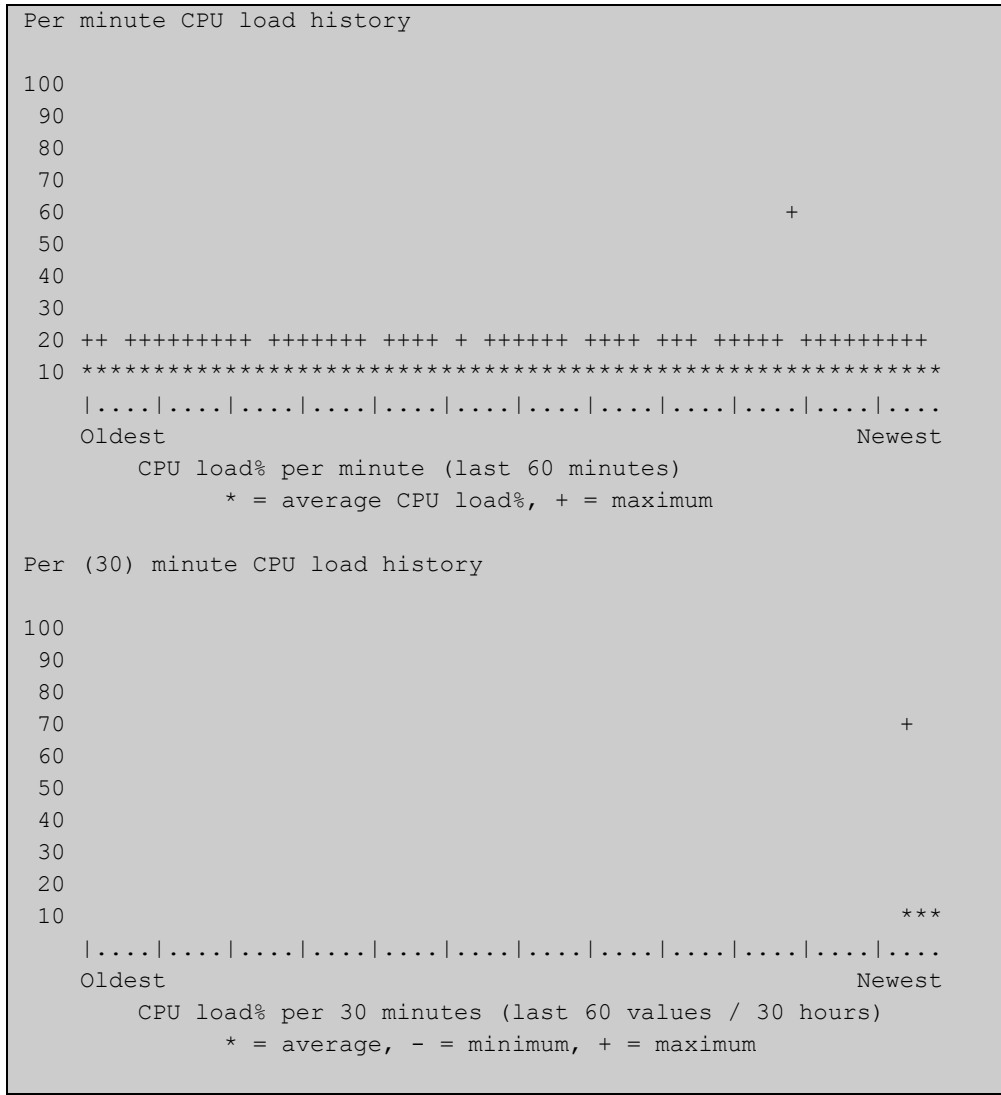 Per minute CPU load history

100
 90
 80
 70
 60                                                  +
 50
 40
 30
 20 ++ +++++++++ +++++++ ++++ + ++++++ ++++ +++ +++++ +++++++++
 10 ************************************************************
    |....|....|....|....|....|....|....|....|....|....|....|....
    Oldest                                                Newest
        CPU load% per minute (last 60 minutes)
              * = average CPU load%, + = maximum

Per (30) minute CPU load history

100
 90
 80
 70                                                          +
 60
 50
 40
 30
 20
 10                                                          ***
    |....|....|....|....|....|....|....|....|....|....|....|....
    Oldest                                                Newest
        CPU load% per 30 minutes (last 60 values / 30 hours)
              * = average, - = minimum, + = maximum